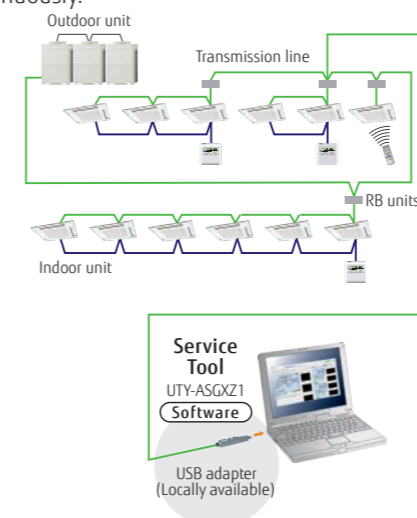 Outdoor unit
Transmission line
RB units
Indoor unit
Service
Tool
UTY-ASGXZ1
Software
USB adapter
(Locally available)